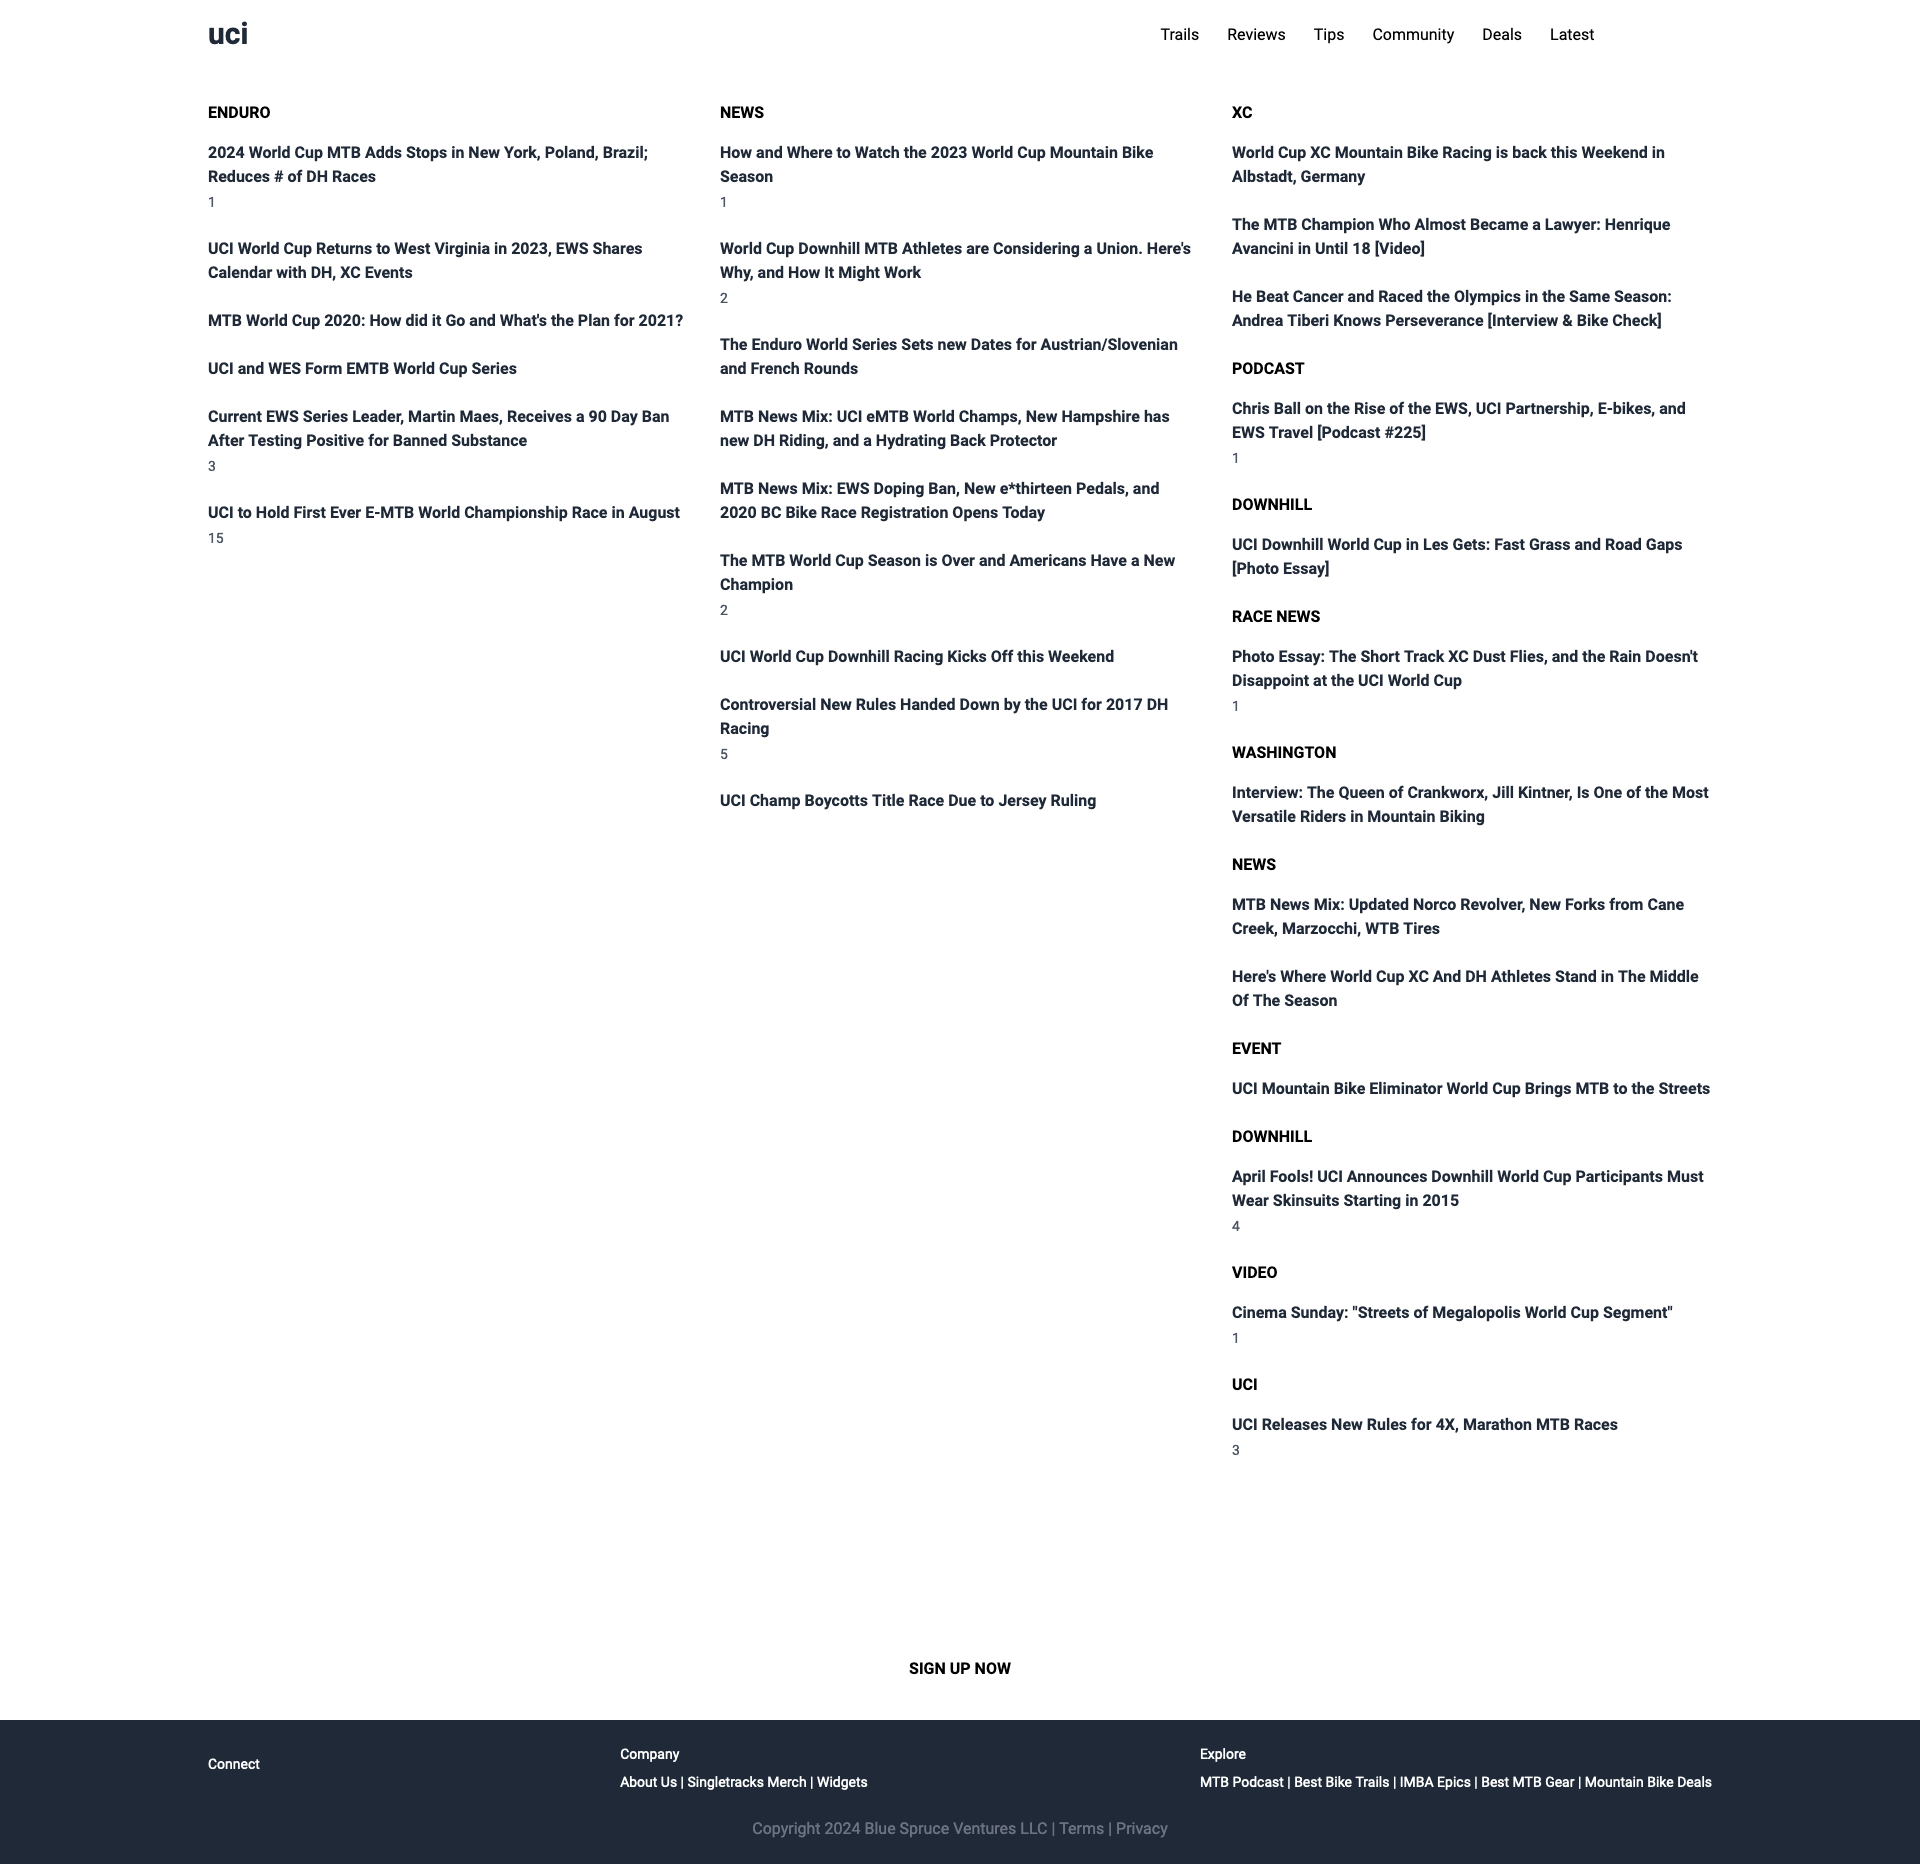 uci
Trails
Reviews
Tips
Community
Deals
Latest
ENDURO
2024 World Cup MTB Adds Stops in New York, Poland, Brazil;
Reduces # of DH Races
1
UCI World Cup Returns to West Virginia in 2023, EWS Shares
Calendar with DH, XC Events
MTB World Cup 2020: How did it Go and What's the Plan for 2021?
UCI and WES Form EMTB World Cup Series
Current EWS Series Leader, Martin Maes, Receives a 90 Day Ban
After Testing Positive for Banned Substance
3
UCI to Hold First Ever E-MTB World Championship Race in August
15
NEWS
How and Where to Watch the 2023 World Cup Mountain Bike
Season
1
World Cup Downhill MTB Athletes are Considering a Union. Here's
Why, and How It Might Work
2
The Enduro World Series Sets new Dates for Austrian/Slovenian
and French Rounds
MTB News Mix: UCI eMTB World Champs, New Hampshire has
new DH Riding, and a Hydrating Back Protector
MTB News Mix: EWS Doping Ban, New e*thirteen Pedals, and
2020 BC Bike Race Registration Opens Today
The MTB World Cup Season is Over and Americans Have a New
Champion
2
UCI World Cup Downhill Racing Kicks Off this Weekend
Controversial New Rules Handed Down by the UCI for 2017 DH
Racing
5
UCI Champ Boycotts Title Race Due to Jersey Ruling
XC
World Cup XC Mountain Bike Racing is back this Weekend in
Albstadt, Germany
The MTB Champion Who Almost Became a Lawyer: Henrique
Avancini in Until 18 [Video]
He Beat Cancer and Raced the Olympics in the Same Season:
Andrea Tiberi Knows Perseverance [Interview & Bike Check]
PODCAST
Chris Ball on the Rise of the EWS, UCI Partnership, E-bikes, and
EWS Travel [Podcast #225]
1
DOWNHILL
UCI Downhill World Cup in Les Gets: Fast Grass and Road Gaps
[Photo Essay]
RACE NEWS
Photo Essay: The Short Track XC Dust Flies, and the Rain Doesn't
Disappoint at the UCI World Cup
1
WASHINGTON
Interview: The Queen of Crankworx, Jill Kintner, Is One of the Most
Versatile Riders in Mountain Biking
NEWS
MTB News Mix: Updated Norco Revolver, New Forks from Cane
Creek, Marzocchi, WTB Tires
Here's Where World Cup XC And DH Athletes Stand in The Middle
Of The Season
EVENT
UCI Mountain Bike Eliminator World Cup Brings MTB to the Streets
DOWNHILL
April Fools! UCI Announces Downhill World Cup Participants Must
Wear Skinsuits Starting in 2015
4
VIDEO
Cinema Sunday: "Streets of Megalopolis World Cup Segment"
1
UCI
UCI Releases New Rules for 4X, Marathon MTB Races
3
SIGN UP NOW
Connect
Company
About Us | Singletracks Merch | Widgets
Explore
MTB Podcast | Best Bike Trails | IMBA Epics | Best MTB Gear | Mountain Bike Deals
Copyright 2024 Blue Spruce Ventures LLC | Terms | Privacy